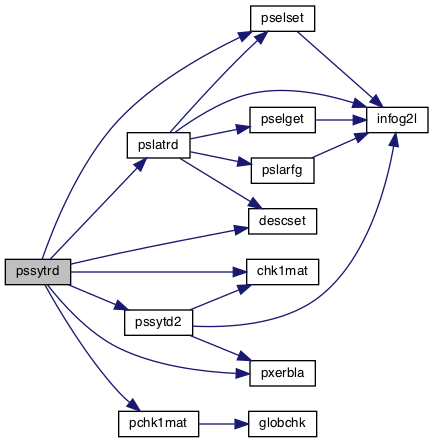 pselset
infog2l
pselget
pslatrd
pslarfg
descset
pssytrd
chk1mat
pssytd2
pxerbla
pchk1mat
globchk